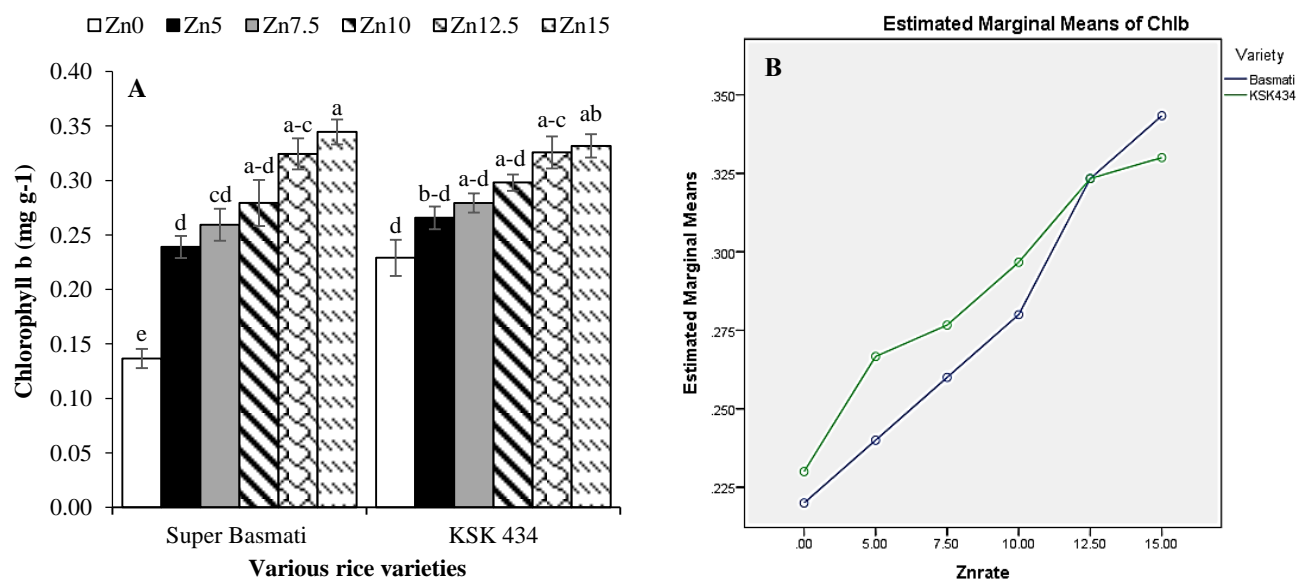 Zn0 Zn5 Zn7.5 Zn10 Zn12.5 Zn15
A
Chlorophyll b (mg g-1)
0.40
0.35
0.30
0.25
0.20
0.15
0.10
0.05
0.00
e
d
cd
a-d
a-c
a
d
b-d
a-d
a-d
a-c
ab
Super Basmati
KSK 434
Various rice varieties
Estimated Marginal Means of Chlb
B
Variety
Basmati
KSK434
Estimated Marginal Means
.350
.325
.300
.275
.250
.225
.00
5.00
7.50
10.00
12.50
15.00
Znrate